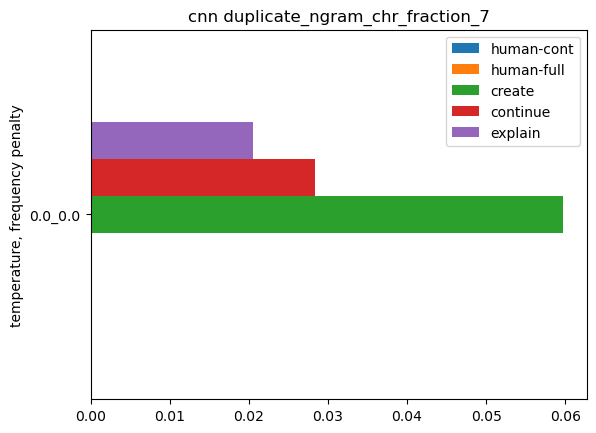 cnn duplicate_ngram_chr_fraction_7
human-cont
human-full
create
continue
explain
temperature, frequency penalty
0.0_0.0
0.00 0.01 0.02 0.03 0.04 0.05 0.06